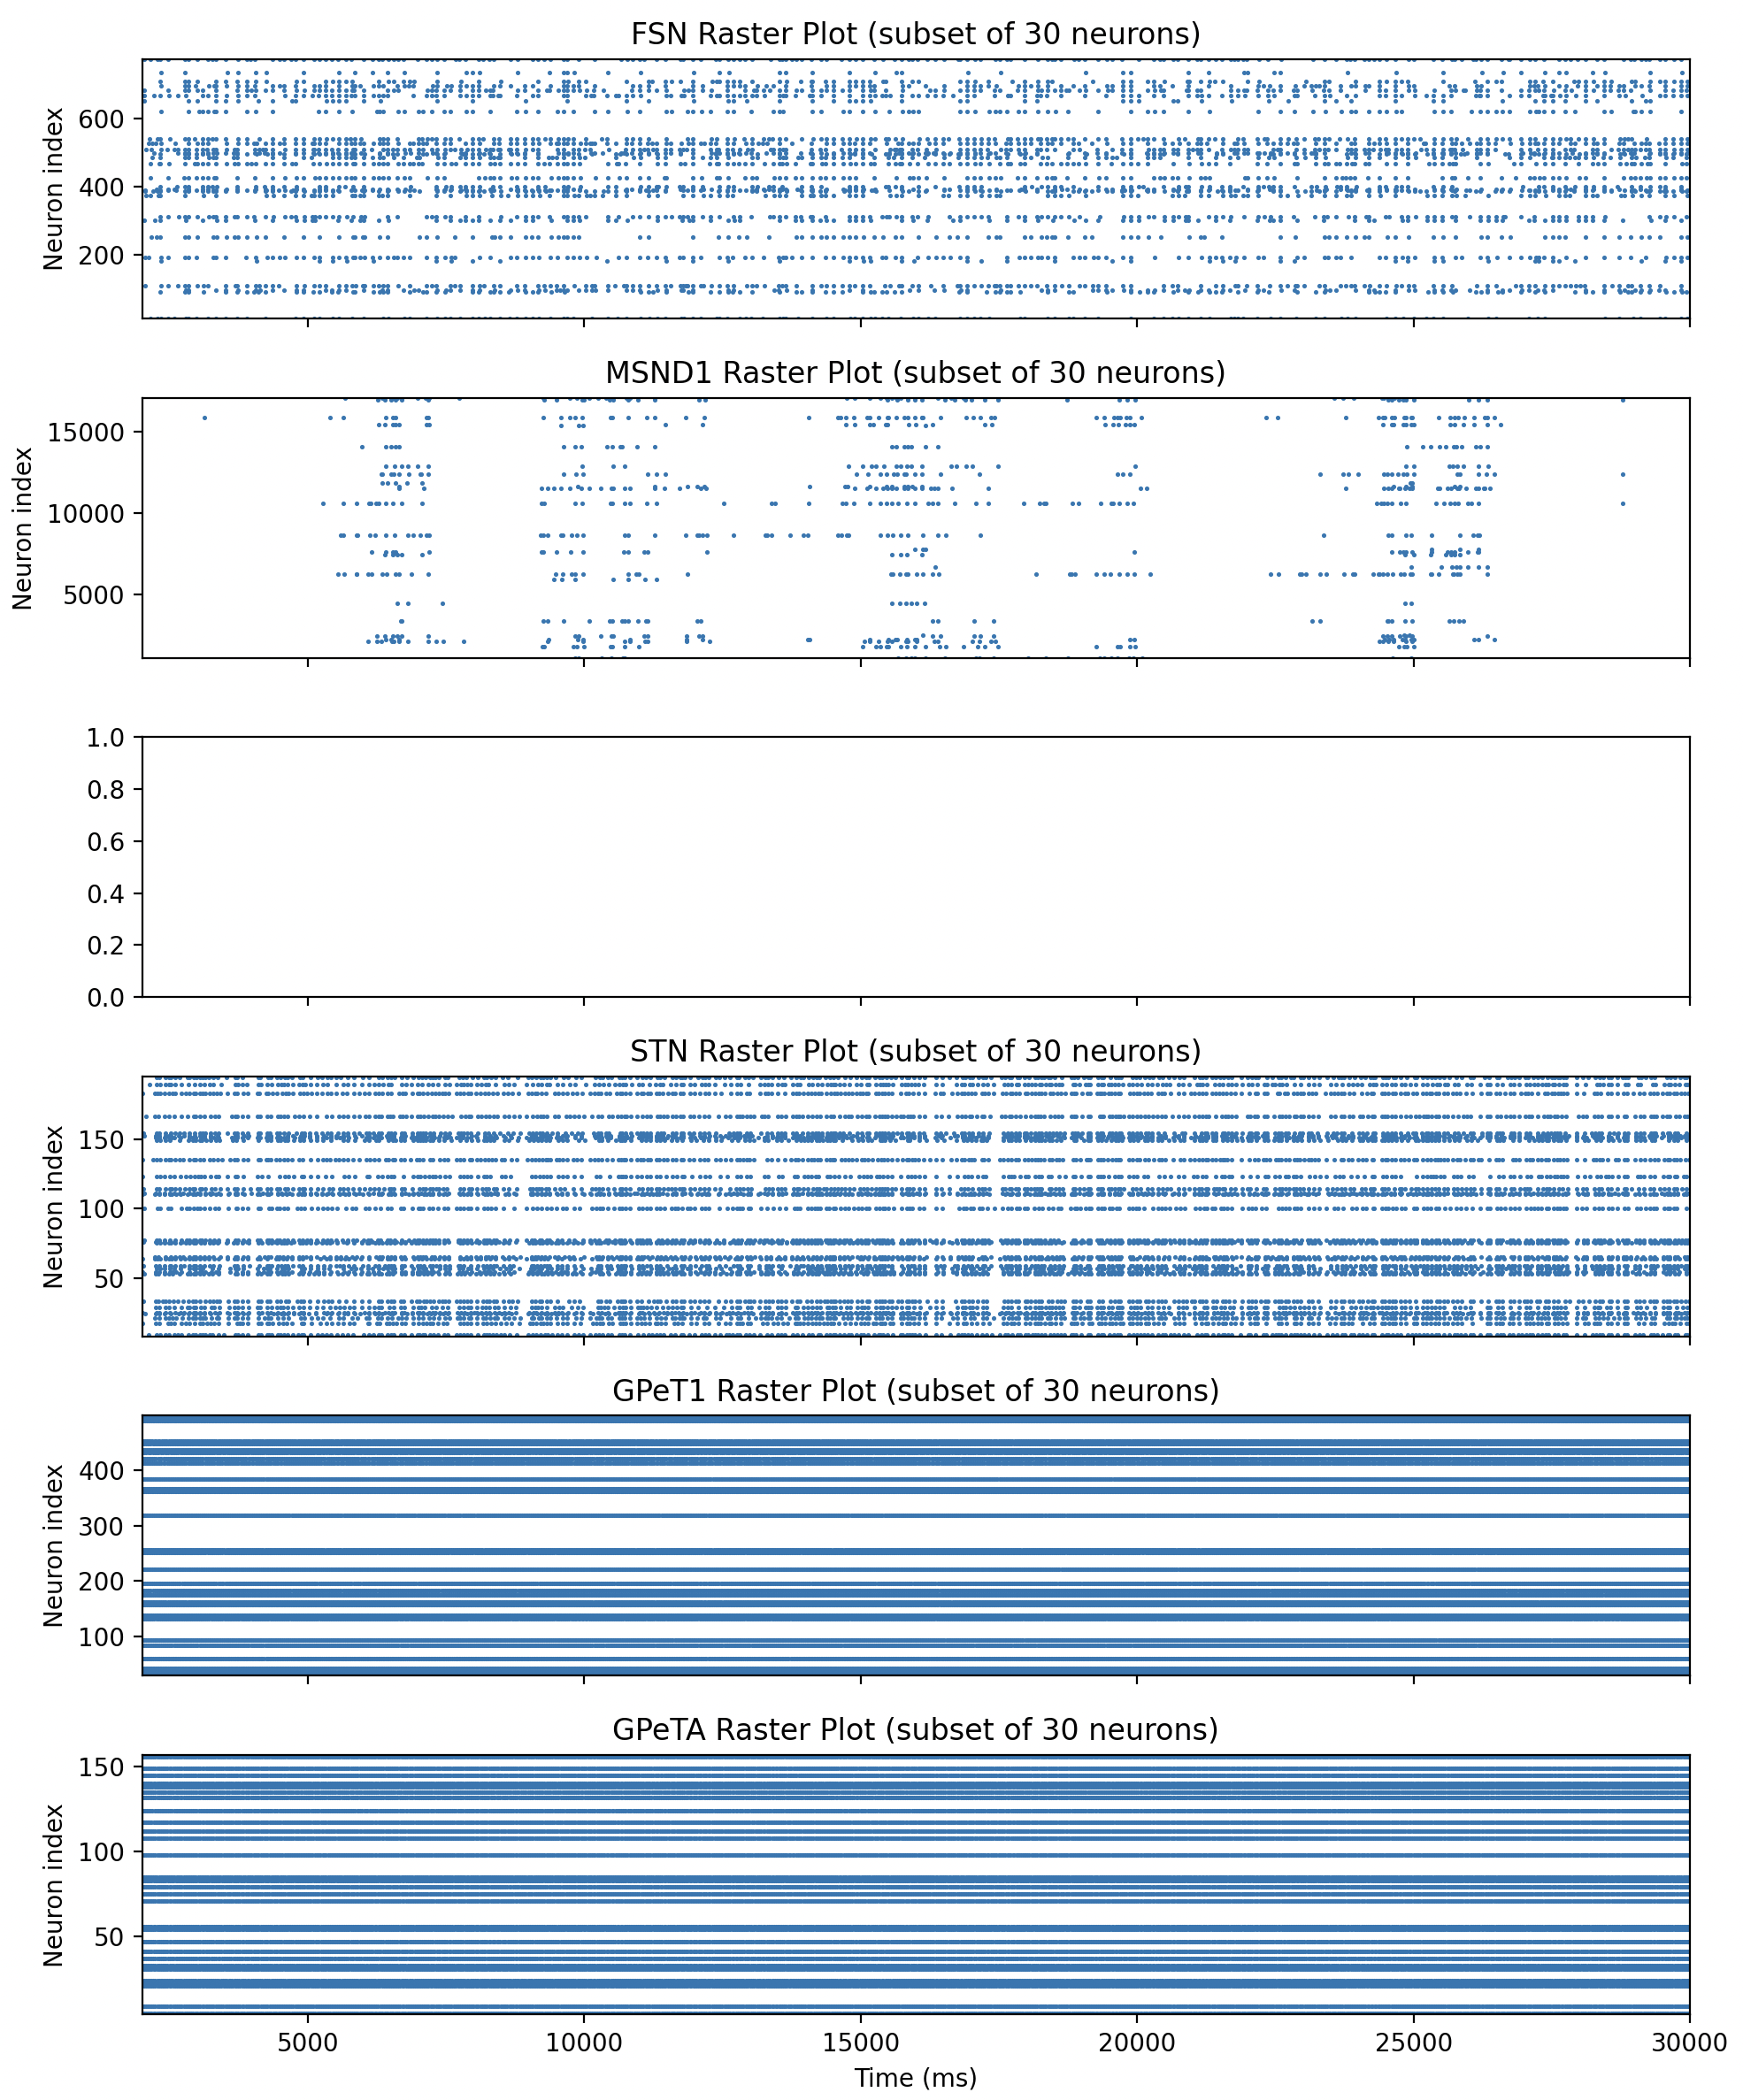 FSN Raster Plot (subset of 30 neurons)
Neuron index
600
400
200
MSND1 Raster Plot (subset of 30 neurons)
Neuron index
15000
10000
5000
1.0
0.8
0.6
0.4
0.2
0.0
STN Raster Plot (subset of 30 neurons)
Neuron index
150
100
50
GPeT1 Raster Plot (subset of 30 neurons)
Neuron index
400
300
200
100
GPeTA Raster Plot (subset of 30 neurons)
Neuron index
150
100
50
5000 10000 15000 20000 25000 30000
Time (ms)